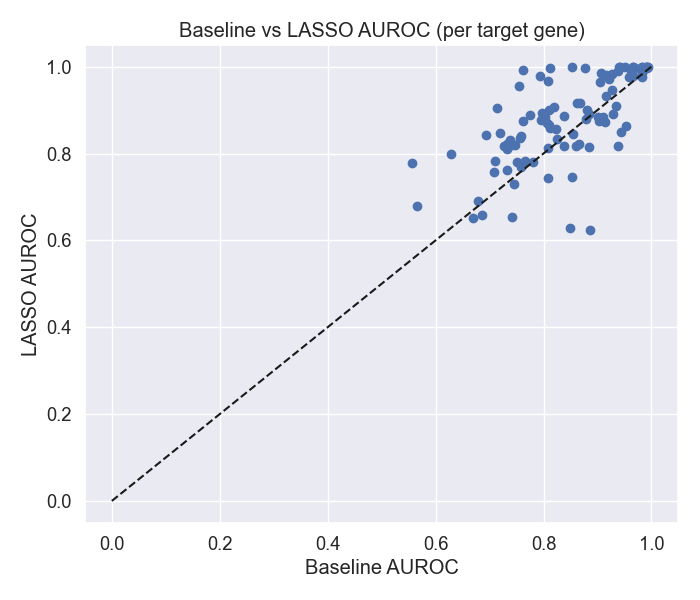 Baseline vs LASSO AUROC (per target gene)
1.0
0.8
0.6
0.4
0.2
0.0
LASSO AUROC
0.0 0.2 0.4 0.6 0.8 1.0
Baseline AUROC